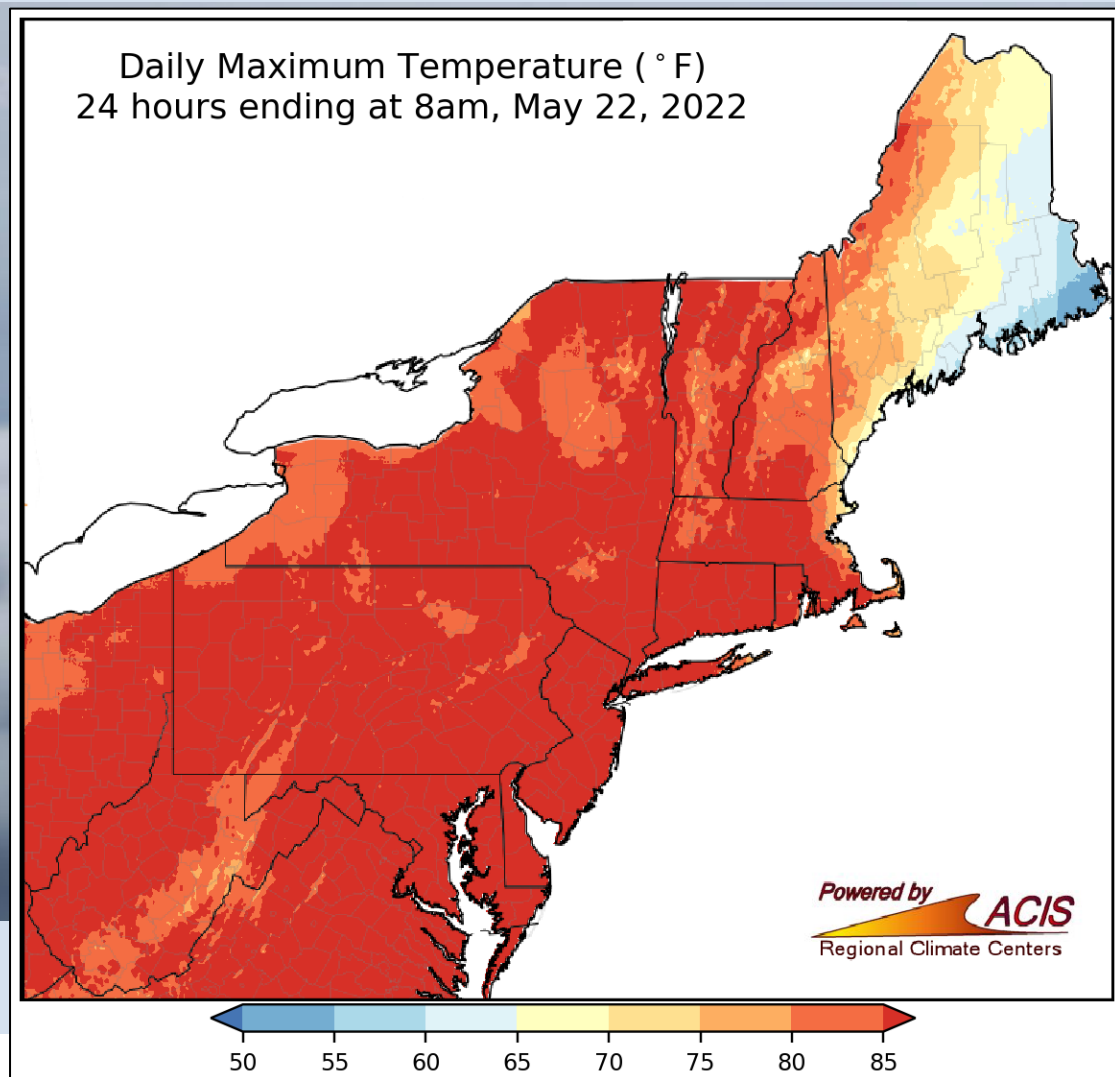 Daily Maximum Temperature (°F)
24 hours ending at 8am, May 22, 2022
Powered by
ACIS
Regional Climate Centers
50 55 60 65 70 75 80 85